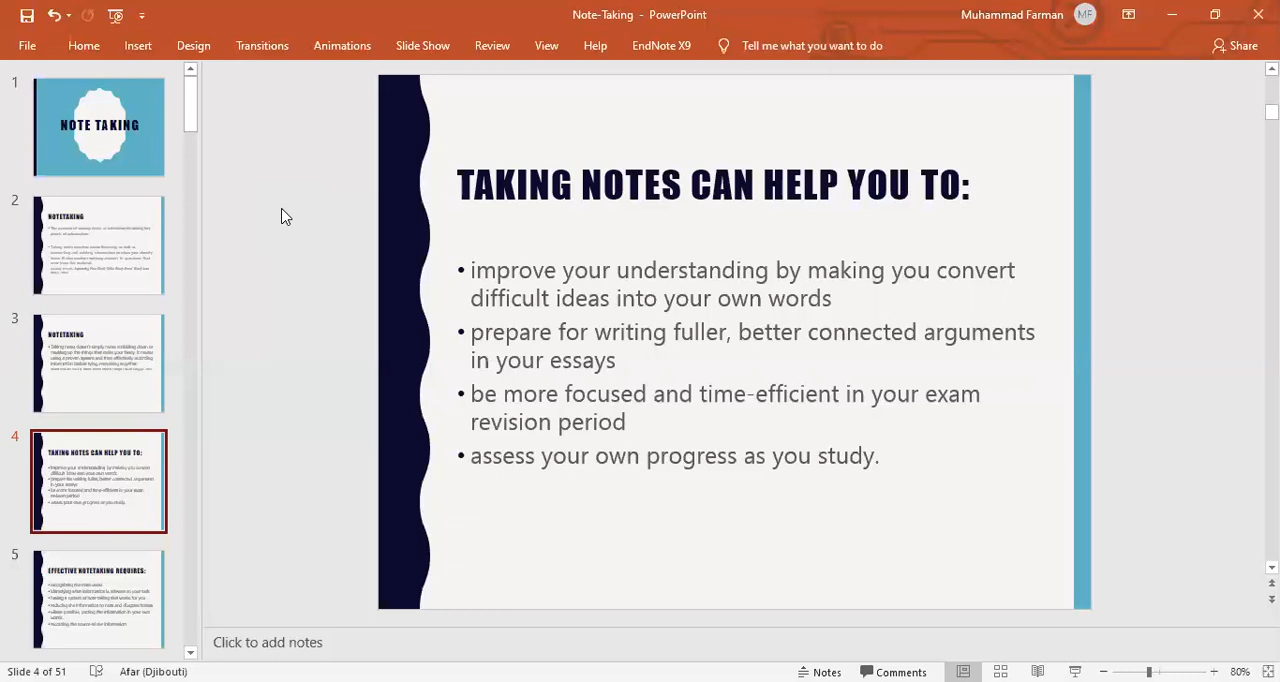 Note-Taking - PowerPoint
Muhammad Farman MF
File Home Insert Design Transitions Animations Slide Show Review View Help EndNote X9 Tell me what you want to do Share
1
NOTE TAKING
2
NOTETAKING
3
NOTETAKING
4
TAKING NOTES CAN HELP YOU TO:
5
EFFECTIVE NOTETAKING REQUIRES:
TAKING NOTES CAN HELP YOU TO:
• improve your understanding by making you convert
difficult ideas into your own words
• prepare for writing fuller, better connected arguments
in your essays
• be more focused and time-efficient in your exam
revision period
• assess your own progress as you study.
Click to add notes
Slide 4 of 51 Afar (Djibouti) Notes Comments 80%